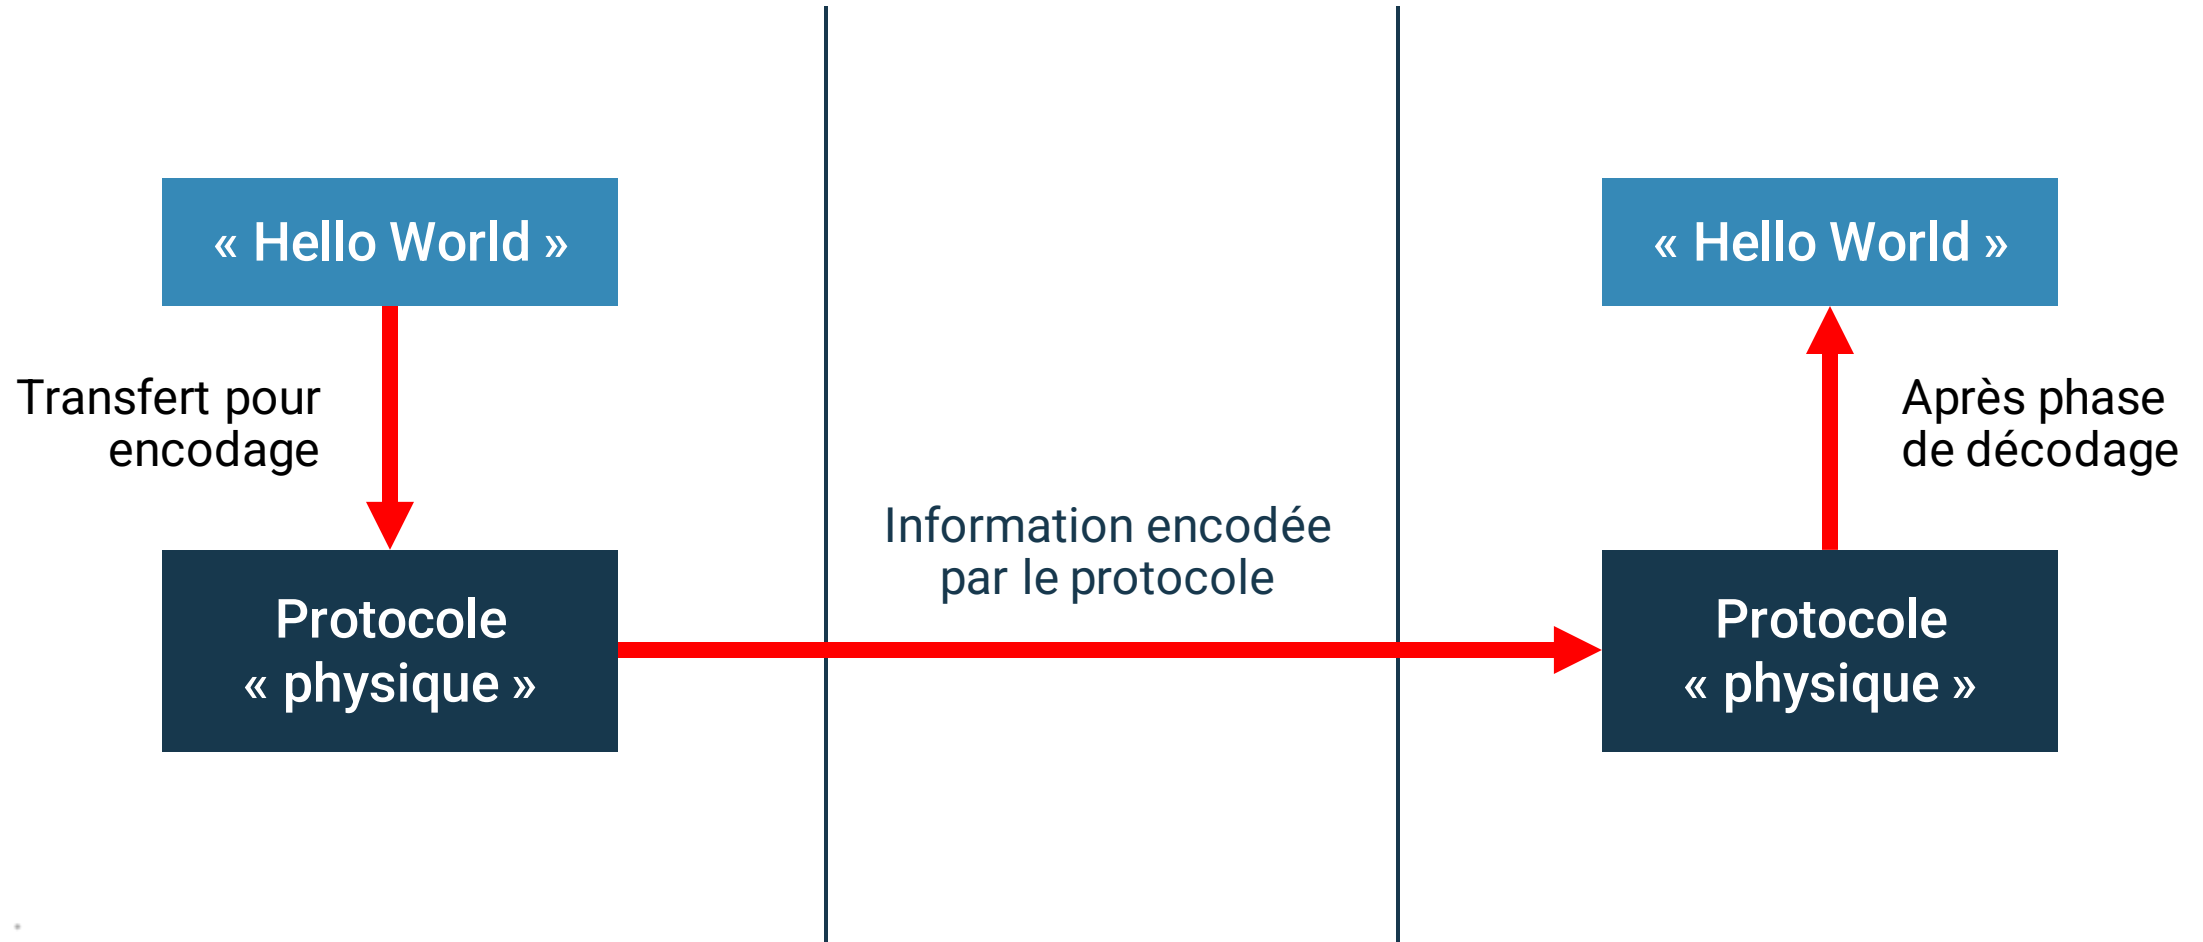 « Hello World »
Transfert pour
encodage
Protocole
« physique »
Information encodée
par le protocole
« Hello World »
Après phase
de décodage
Protocole
« physique »